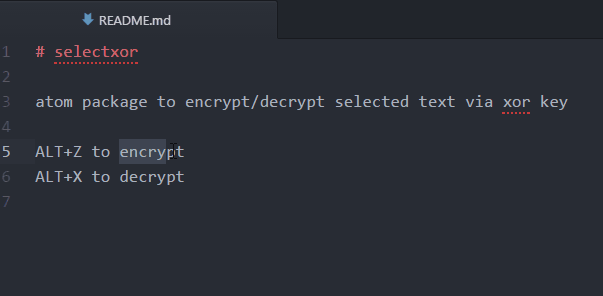 README.md
1 # selectxor
2
3 atom package to encrypt/decrypt selected text via xor key
4
5 ALT+Z to encrypt
6 ALT+X to decrypt
7